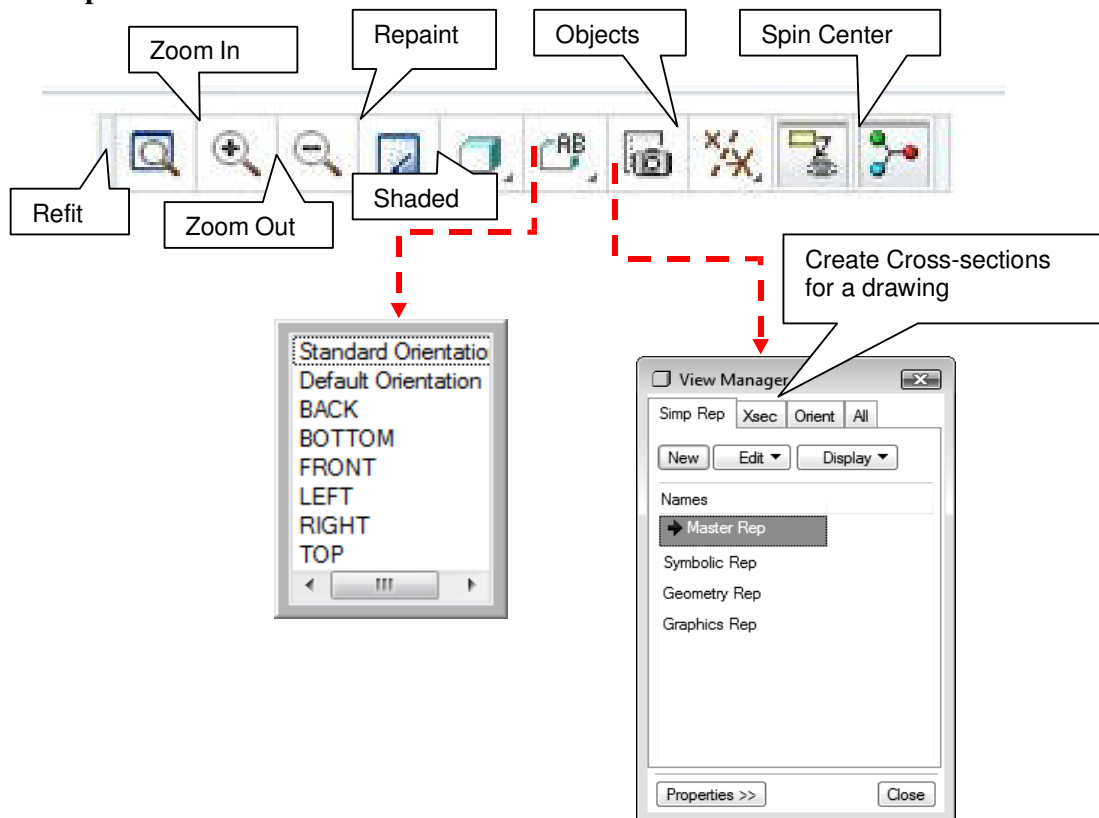 Zoom In
Repaint
Objects
Spin Center
AB
Refit
Zoom Out
Shaded
Create Cross-sections
for a drawing
Standard Orientatio
Default Orientation
BACK
BOTTOM
FRONT
LEFT
RIGHT
TOP
View Manager
Simp Rep Xsec Orient All
New Edit Display
Names
Master Rep
Symbolic Rep
Geometry Rep
Graphics Rep
Properties >> Close